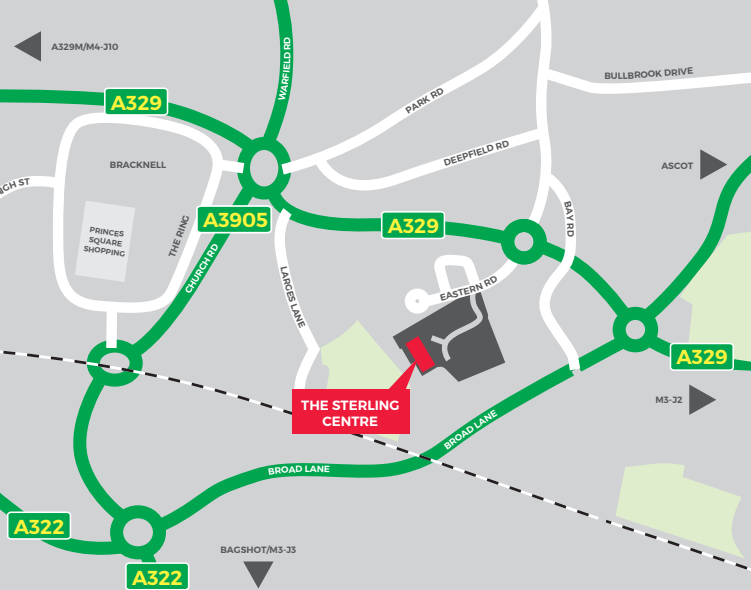 A329M/M4-J10
WARFIELD RD
BULLBROOK DRIVE
A329
PARK RD
DEEPFIELD RD
BRACKNELL
ASCOT
GH ST
A3905
A329
BAY RD
PRINCES
SQUARE
SHOPPING
THE RING
CHURCH RD
LARGES LANE
EASTERN RD
A329
M3-J2
THE STERLING
CENTRE
BROAD LANE
BROAD LANE
A322
BAGSHOT/M3-J3
A322